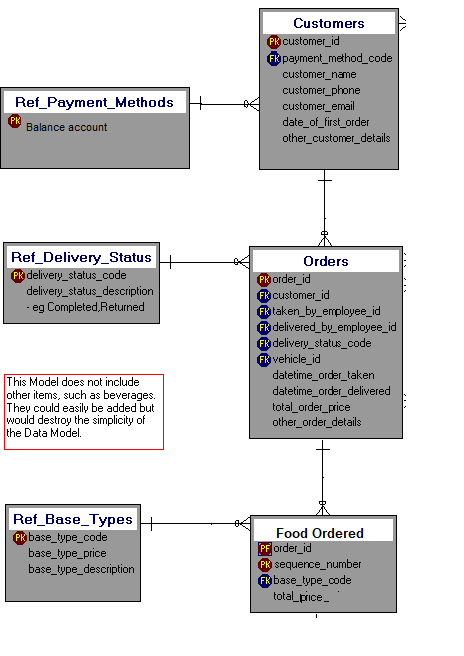 Customers
PK customer_id
FK payment_method_code
customer_name
customer_phone
customer_email
date_of_first_order
other_customer_details
Ref_Payment_Methods
PK Balance account
Ref_Delivery_Status
PK delivery_status_code
delivery_status_description
- eg Completed,Returned
Orders
PK order_id
FK customer_id
FK taken_by_employee_id
FK delivered_by_employee_id
FK delivery_status_code
FK vehicle_id
datetime_order_taken
datetime_order_delivered
total_order_price
other_order_details
This Model does not include
other items, such as beverages.
They could easily be added but
would destroy the simplicity of
the Data Model.
Ref_Base_Types
PK base_type_code
base_type_price
base_type_description
Food Ordered
PF order_id
PK sequence_number
FK base_type_code
total_price_